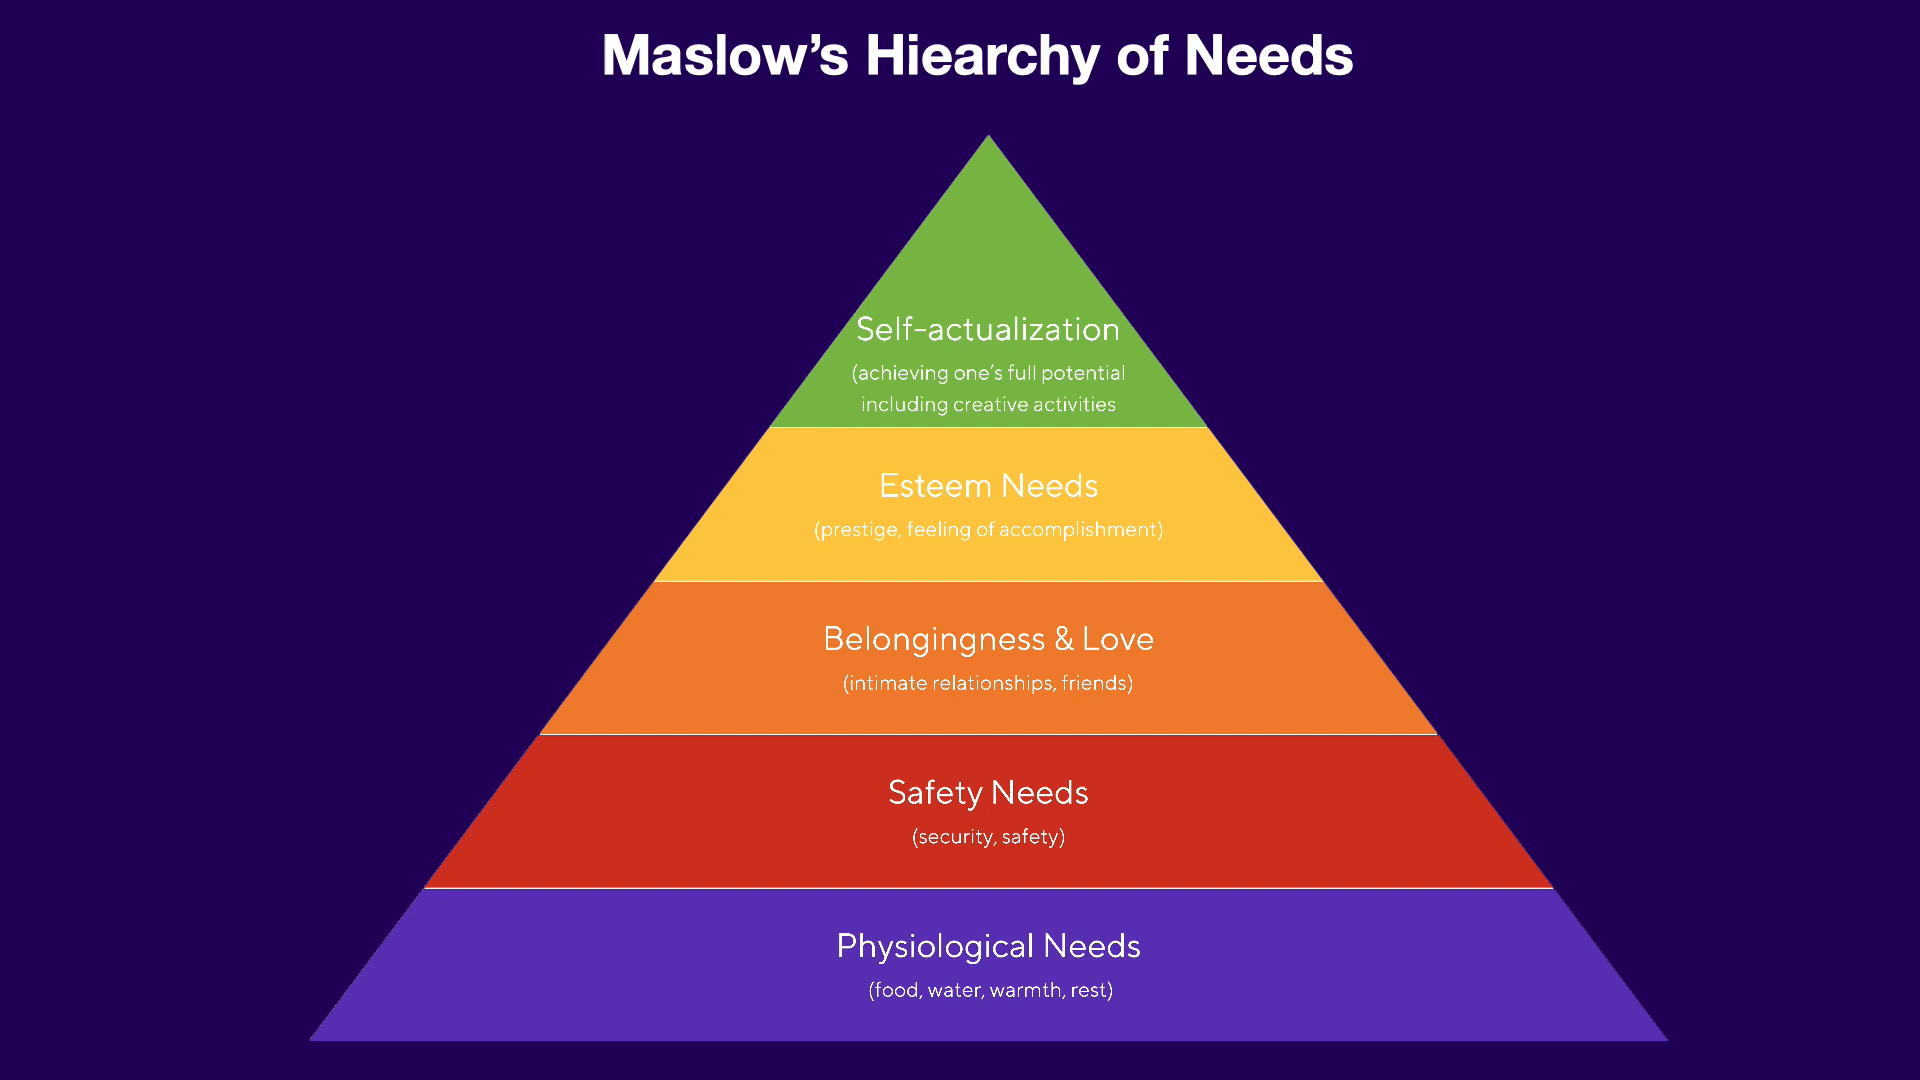 Maslow’s Hiearchy of Needs
Self-actualization
(achieving one’s full potential
including creative activities
Esteem Needs
(prestige, feeling of accomplishment)
Belongingness & Love
(intimate relationships, friends)
Safety Needs
(security, safety)
Physiological Needs
(food, water, warmth, rest)